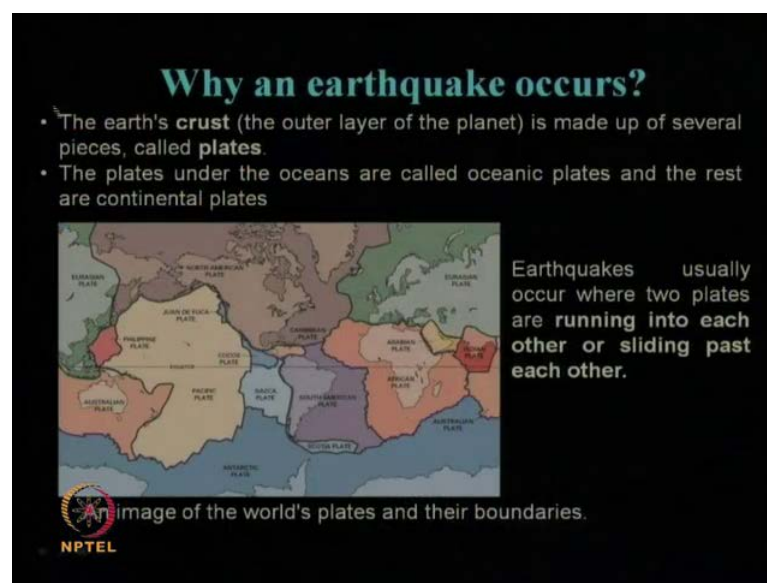 Why an earthquake occurs?
• The earth's crust (the outer layer of the planet) is made up of several
pieces, called plates.
• The plates under the oceans are called oceanic plates and the rest
are continental plates
EURASIAN
PLATE
NORTH AMERICAN
PLATE
EURASIAN
PLATE
JUAN DE FUCA
PLATE
CARIBBEAN
PLATE
PHILIPPINE
PLATE
COCOS
PLATE
ARABIAN
PLATE
INDIAN
PLATE
EQUATOR
AUSTRALIAN
PLATE
PACIFIC
PLATE
NAZCA
PLATE
SOUTH AMERICAN
PLATE
AFRICAN
PLATE
AUSTRALIAN
PLATE
SCOTIA PLATE
ANTARCTIC
PLATE
Earthquakes usually
occur where two plates
are running into each
other or sliding past
each other.
An image of the world's plates and their boundaries.
NPTEL